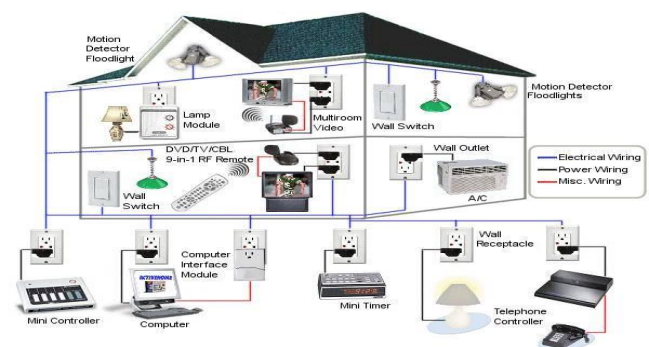 Motion
Detector
Floodlight
Motion Detector
Floodlights
Lamp
Module
Multiroom
Video
Wall Switch
DVD/TV/CBL
9-in-1 RF Remote
Wall Outlet
Electrical Wiring
Power Wiring
Misc. Wiring
Wall
Switch
A/C
Computer
Interface
Module
Wall
Receptacle
Mini Controller
Computer
Mini Timer
Telephone
Controller